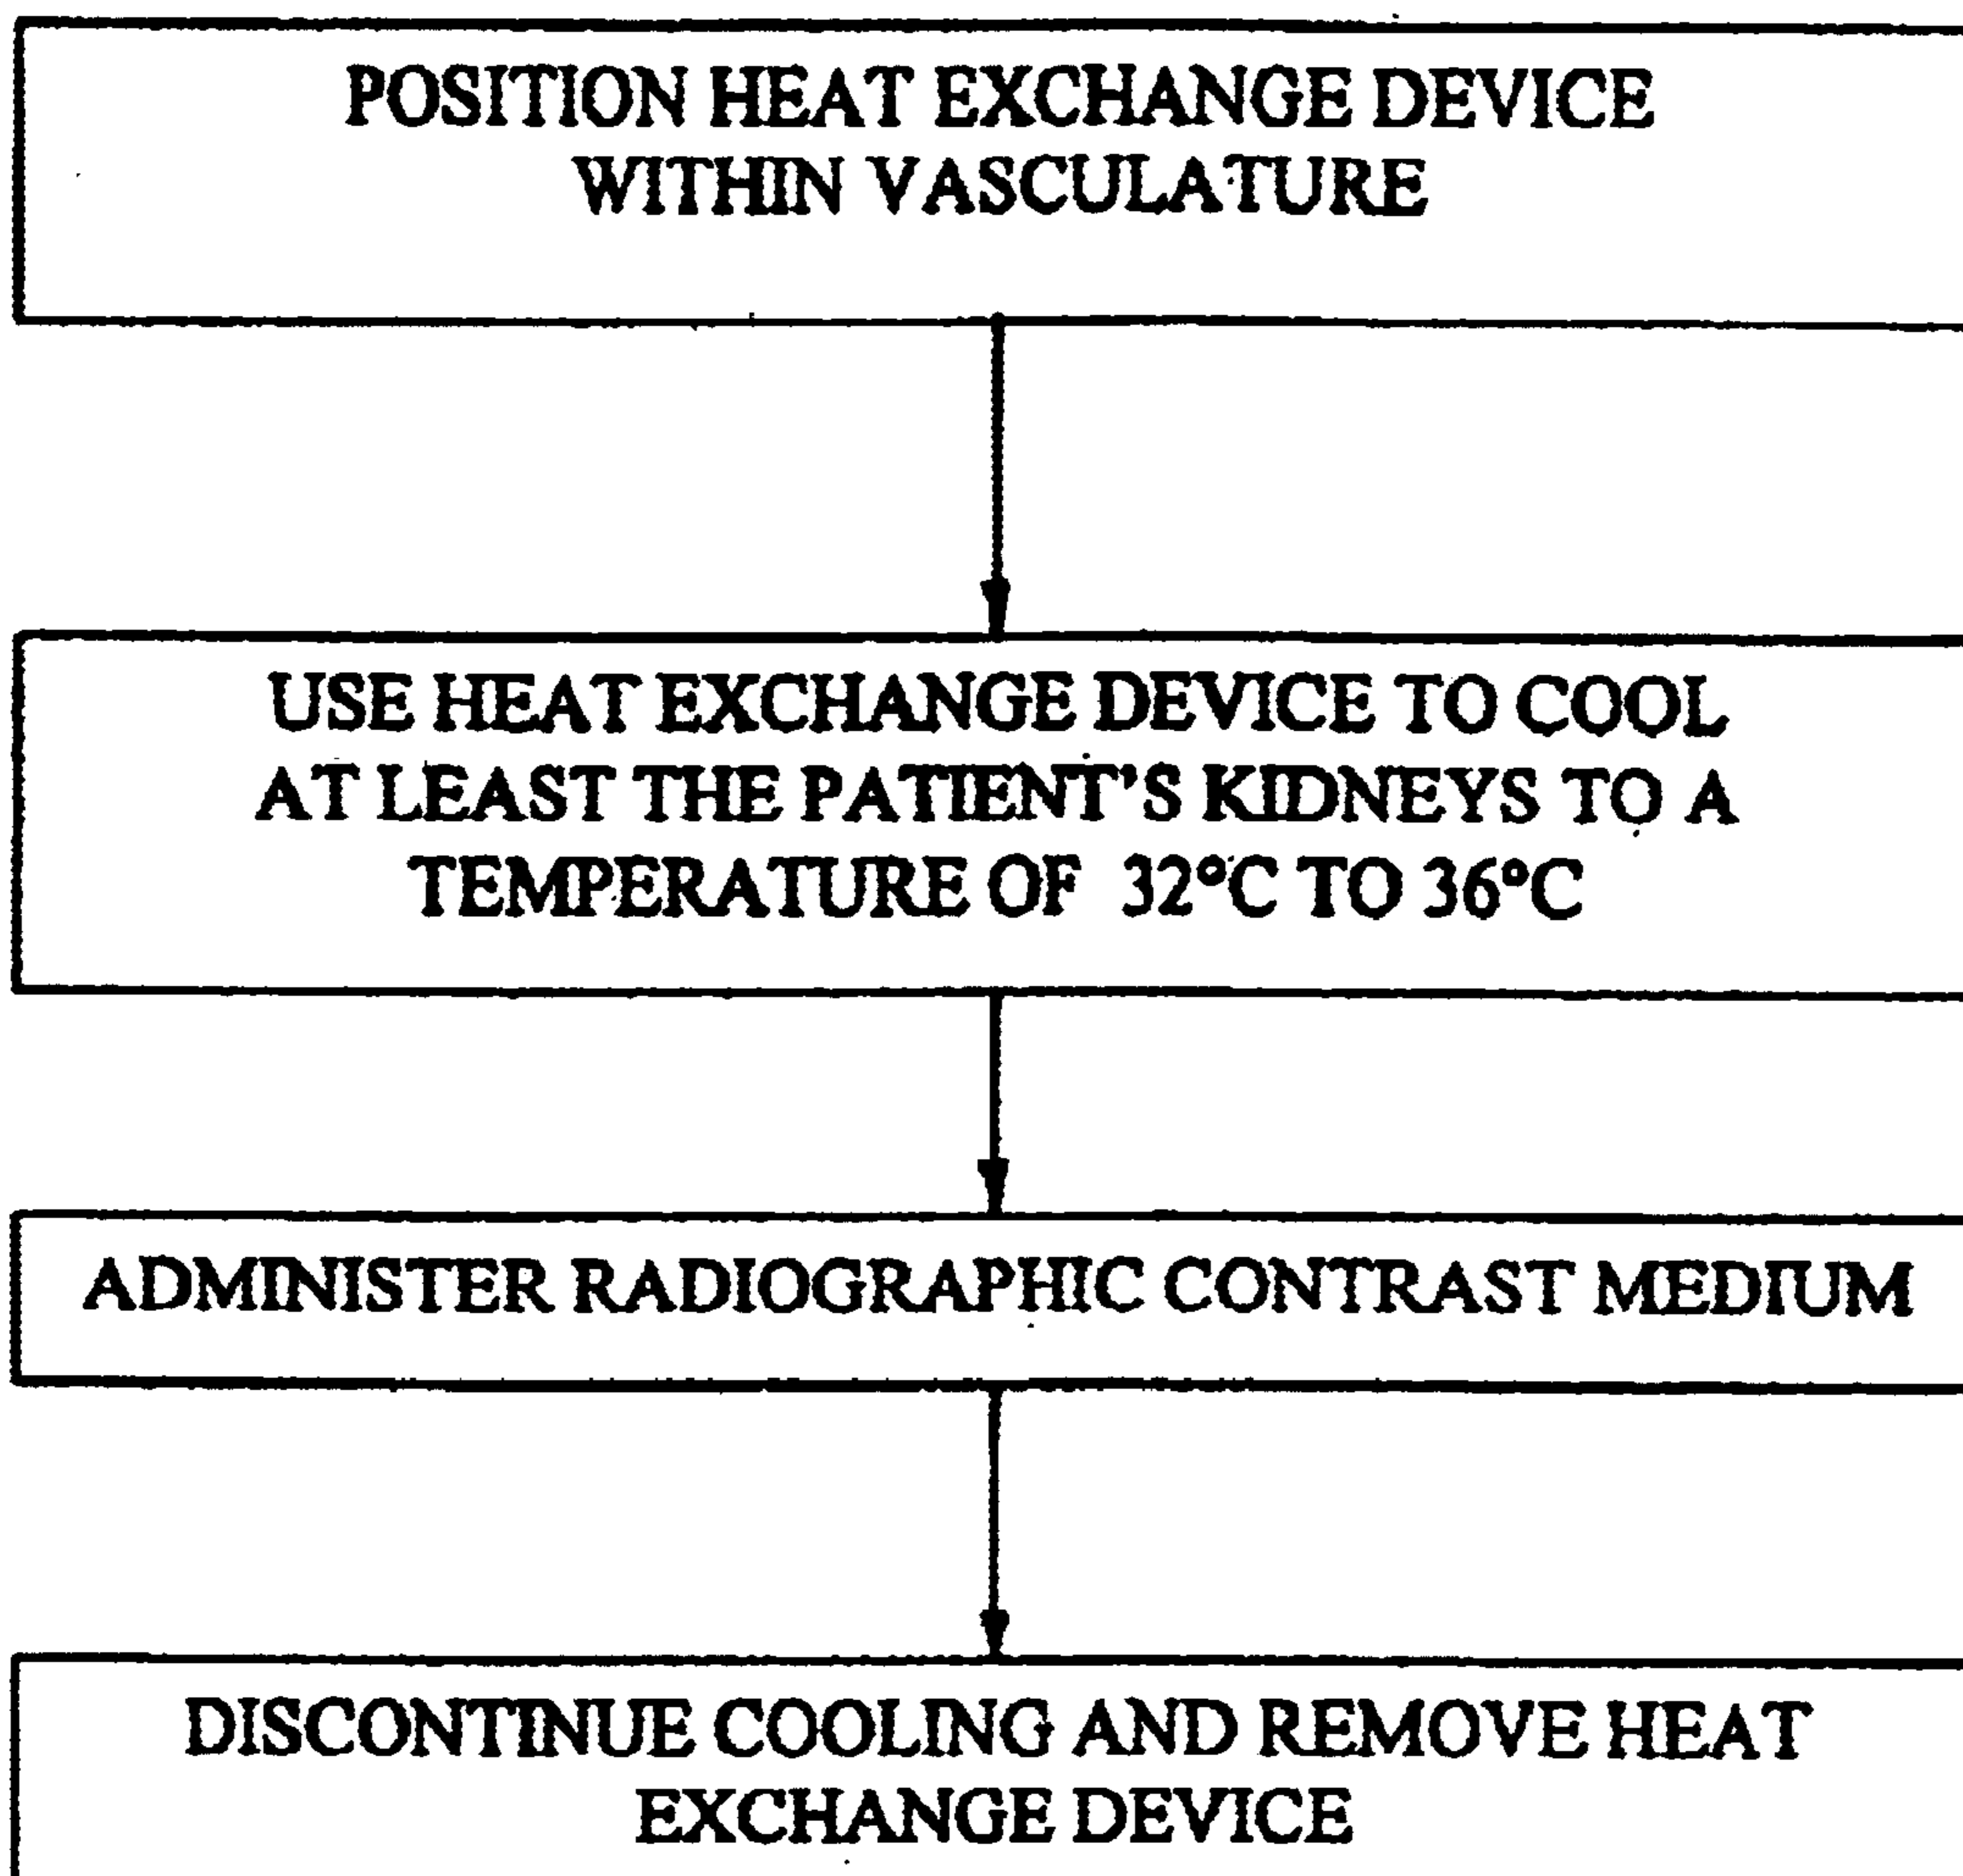 POSITION HEAT EXCHANGE DEVICE
WITHIN VASCULATURE
USE HEAT EXCHANGE DEVICE TO COOL
AT LEAST THE PATIENT'S KIDNEYS TO A
TEMPERATURE OF 32°C TO 36°C
ADMINISTER RADIOGRAPHIC CONTRAST MEDIUM
DISCONTINUE COOLING AND REMOVE HEAT
EXCHANGE DEVICE